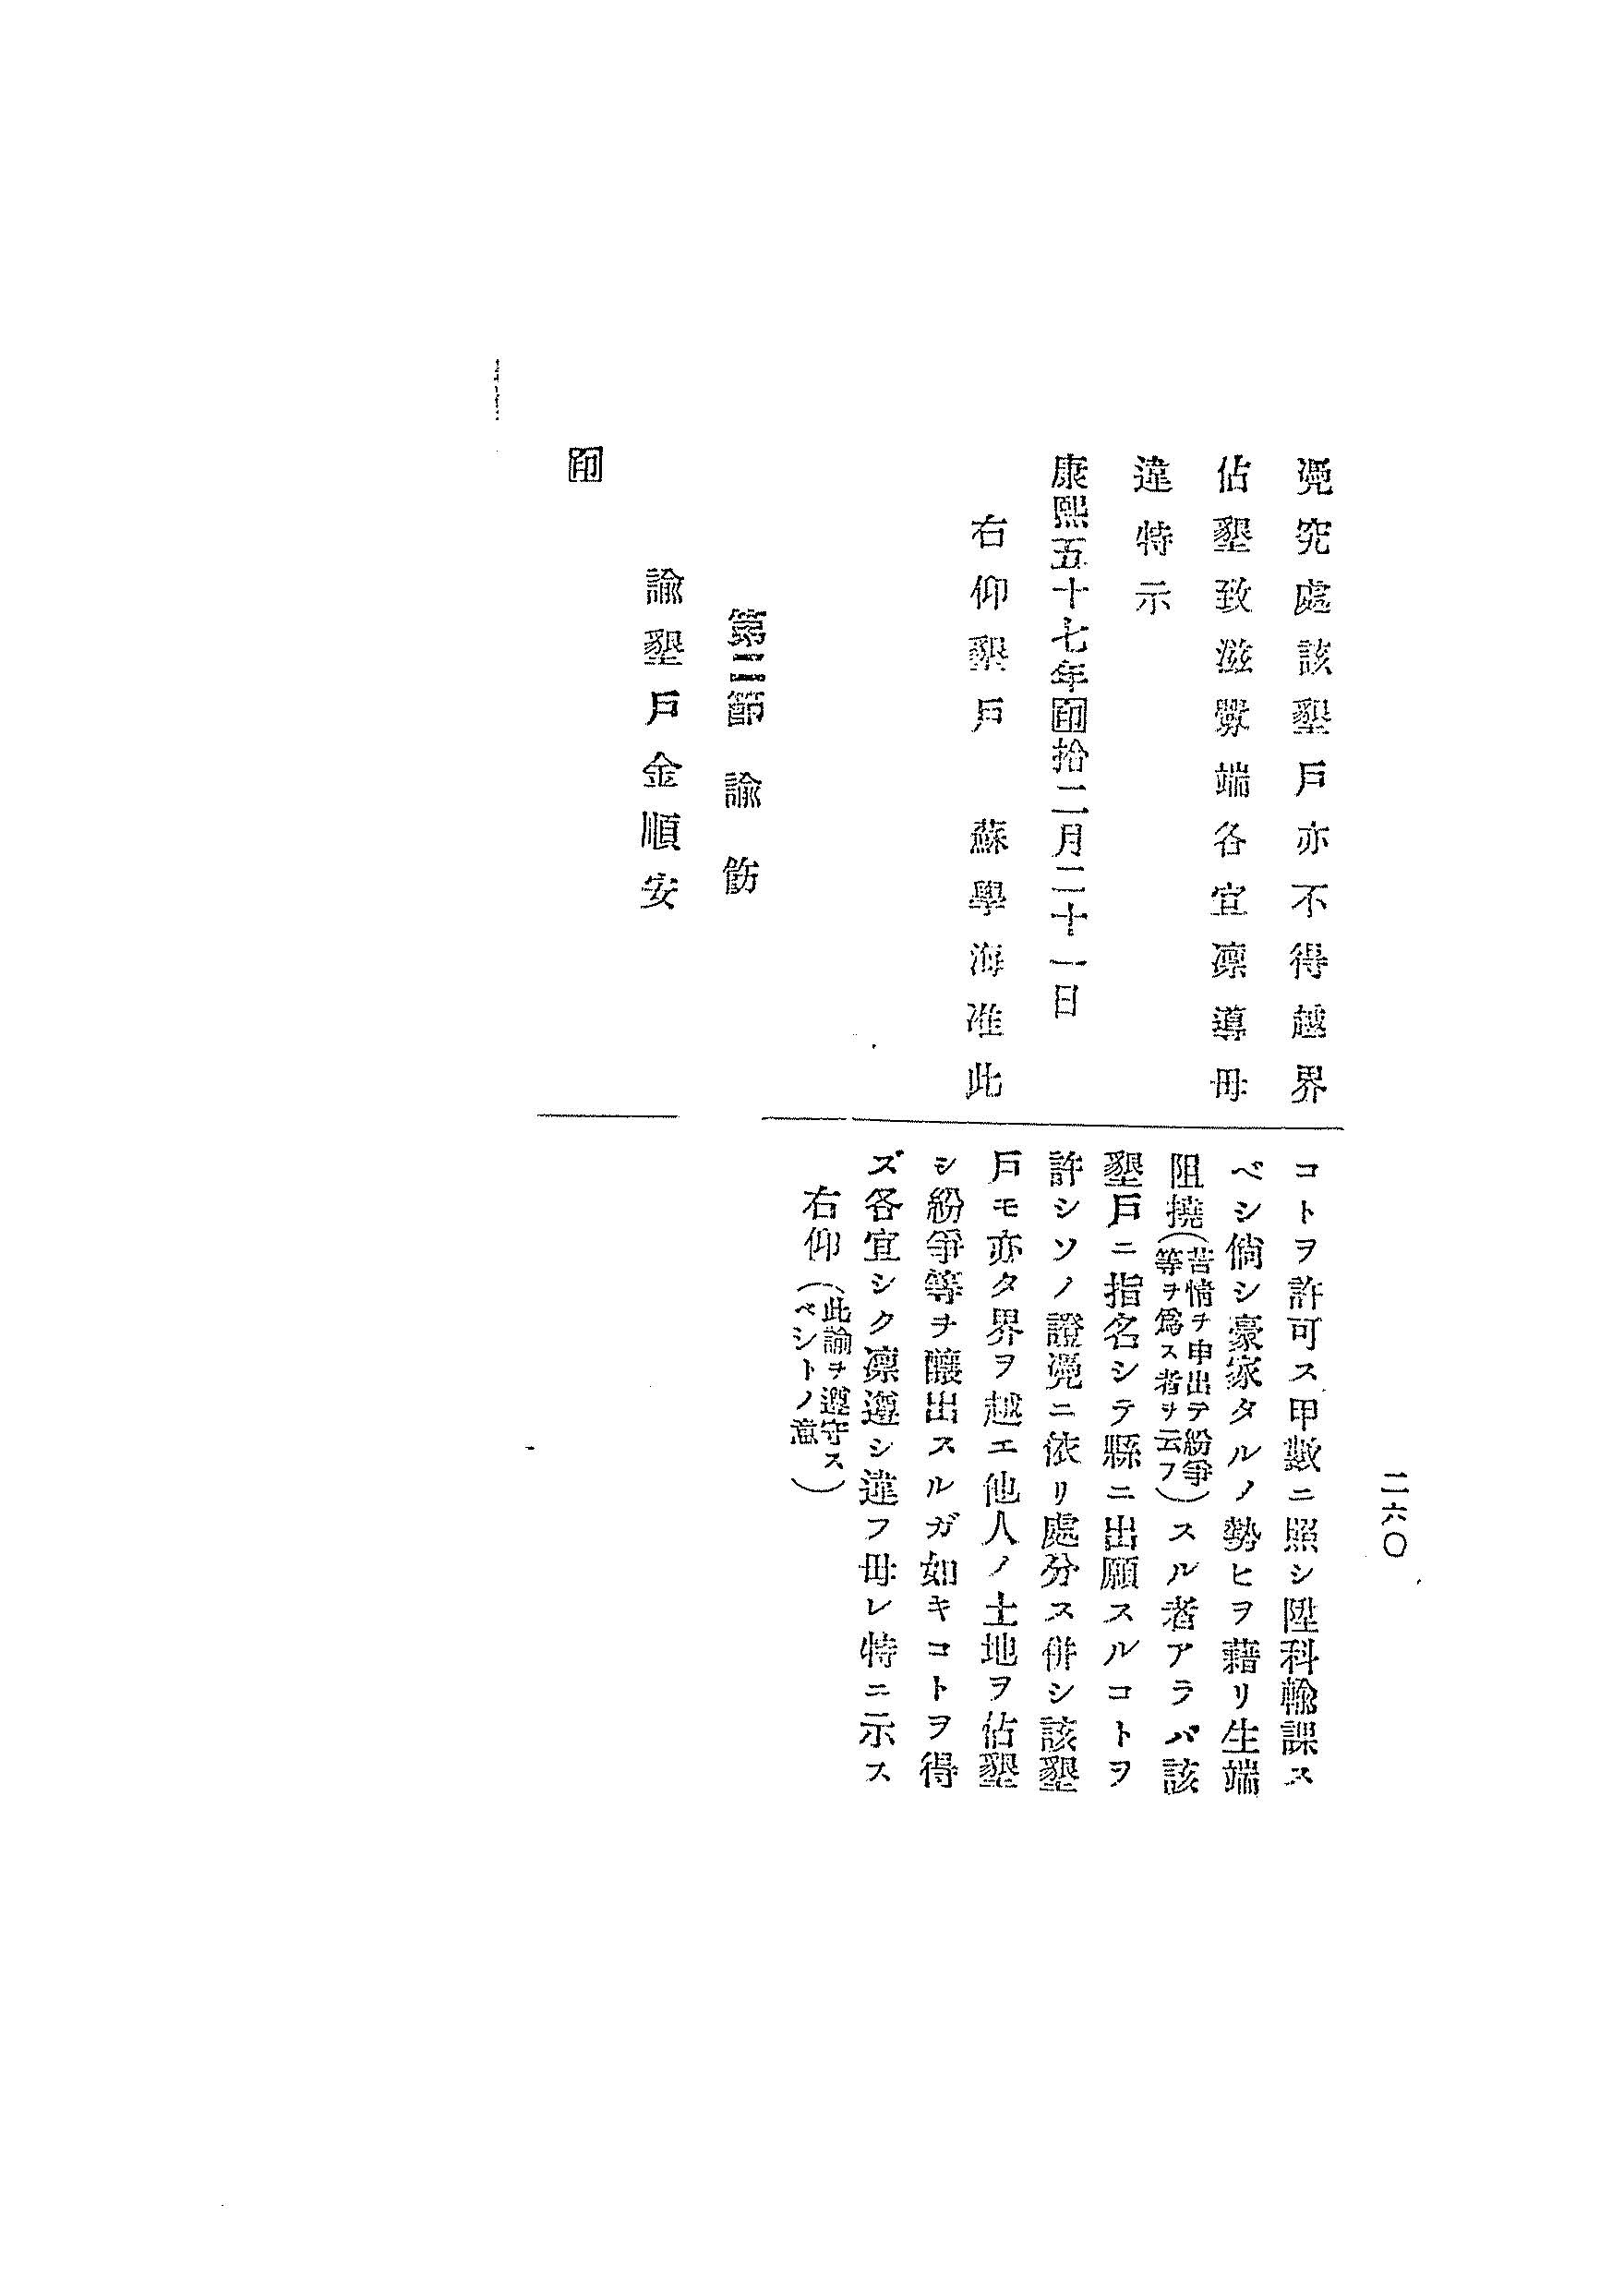 二六〇
凴究處該墾戶亦不得越界
佔墾致滋釁端各宜凛導毋
違特示
康熙五十七年印拾二月二十一日
右仰墾戶　蘇學海准此
第二節　諭飭
諭墾戶金順安
印
コトヲ許可ス甲數ニ照シ陞科輸課ス
ベシ倘シ豪家タルノ勢ヒヲ藉リ生端
阻撓(苦情ヲ申出テ紛爭等ヲ爲ス者ヲ云フ)スル者アラバ該
墾戶ニ指名シテ縣ニ出願スルコトヲ
許シソノ證凴ニ依リ處分ス併シ該墾
戶モ亦タ界ヲ越エ他人ノ土地ヲ佔墾
シ紛爭等ヲ釀出スルガ如キコトヲ得
ズ各宜シク凛遵シ違フ毋レ特ニ示ス
右仰(此諭ヲ遵守スベシトノ意)